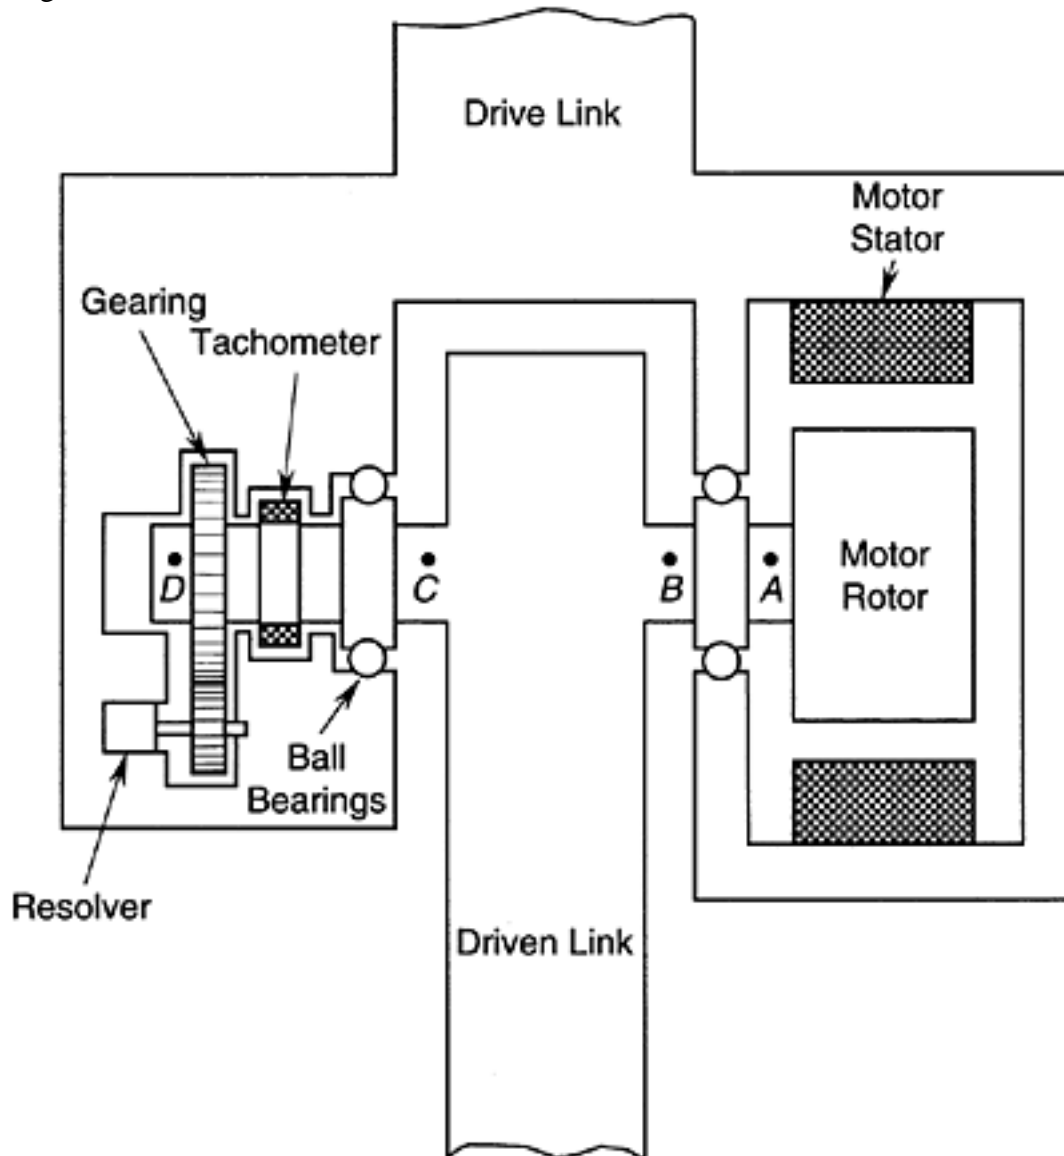 Drive Link
Motor
Stator
Gearing
Tachometer
D
C
B
A
Motor
Rotor
Ball
Bearings
Resolver
Driven Link